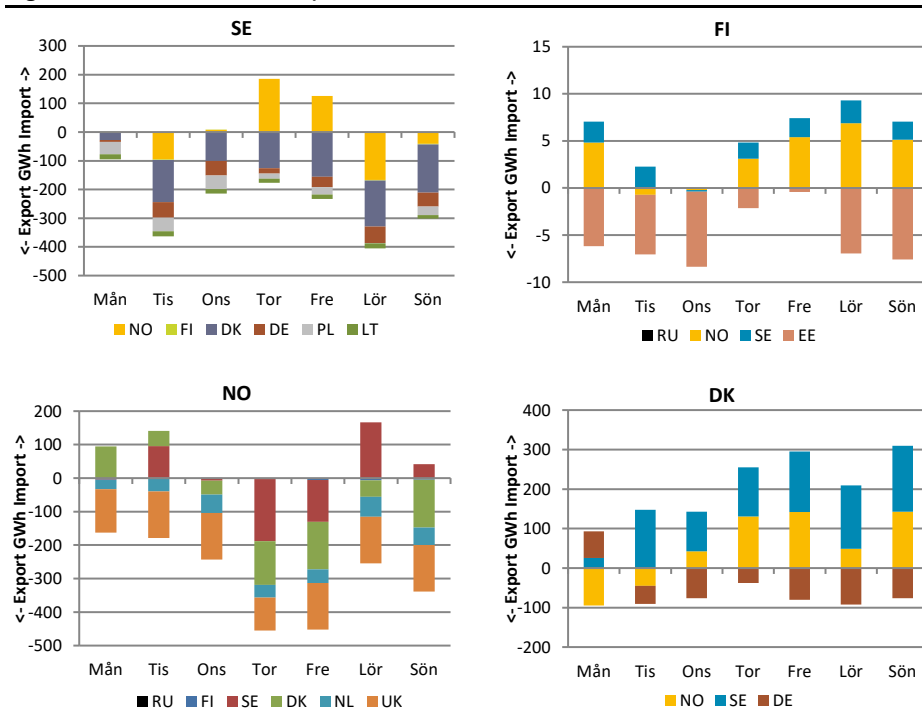 SE
<- Export GWh Import ->
300
200
100
0
-100
-200
-300
-400
-500
Mån Tis Ons Tor Fre Lör Sön
NO FI DK DE PL LT
FI
<- Export GWh Import ->
15
10
5
0
-5
-10
Mån Tis Ons Tor Fre Lör Sön
RU NO SE EE
NO
<- Export GWh Import ->
200
100
0
-100
-200
-300
-400
-500
Mån Tis Ons Tor Fre Lör Sön
RU FI SE DK NL UK
DK
<- Export GWh Import ->
400
300
200
100
0
-100
-200
Mån Tis Ons Tor Fre Lör Sön
NO SE DE